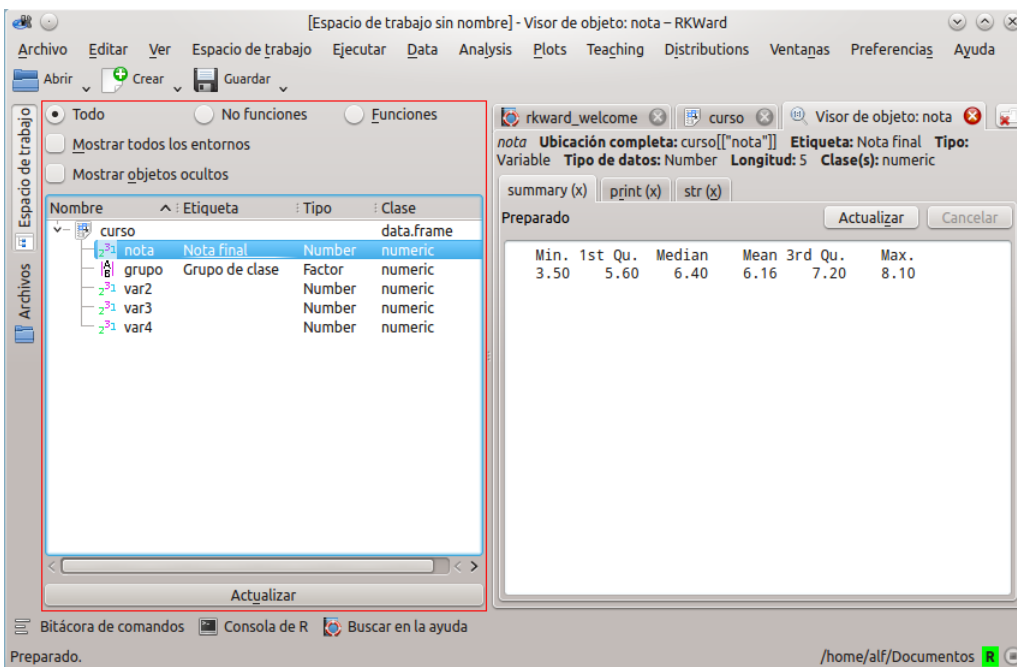 [Espacio de trabajo sin nombre] - Visor de objeto: nota – RKWard
Archivo Editar Ver Espacio de trabajo Ejecutar Data Analysis Plots Teaching Distributions Ventanas Preferencias Ayuda
Abrir Crear Guardar
Espacio de trabajo
Archivos
Todo No funciones Funciones
Mostrar todos los entornos
Mostrar objetos ocultos
Nombre Etiqueta Tipo Clase
curso data.frame
nota Nota final Number numeric
grupo Grupo de clase Factor numeric
var2 Number numeric
var3 Number numeric
var4 Number numeric
Actualizar
rkward_welcome curso Visor de objeto: nota
nota Ubicación completa: curso[["nota"]] Etiqueta: Nota final Tipo:
Variable Tipo de datos: Number Longitud: 5 Clase(s): numeric
summary (x) print (x) str (x)
Preparado Actualizar Cancelar
Min. 1st Qu. Median Mean 3rd Qu. Max.
3.50 5.60 6.40 6.16 7.20 8.10
Bitácora de comandos Consola de R Buscar en la ayuda
Preparado. /home/alf/Documentos R